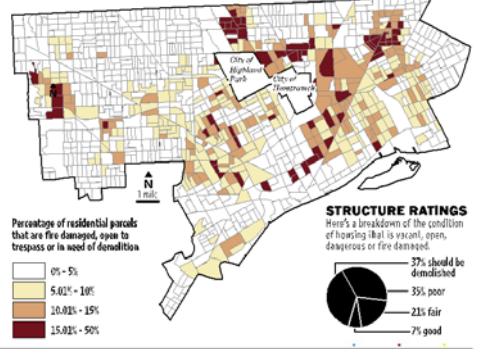 City of
Highland
Park
City of
Hamtramck
N
1 mile
Percentage of residential parcels
that are fire damaged, open to
trespass or in need of demolition
0% - 5%
5.01% - 10%
10.01% - 15%
15.01% - 50%
STRUCTURE RATINGS
Here's a breakdown of the condition
of housing that is vacant, open,
dangerous or fire damaged.
37% should be
demolished
35% poor
21% fair
7% good